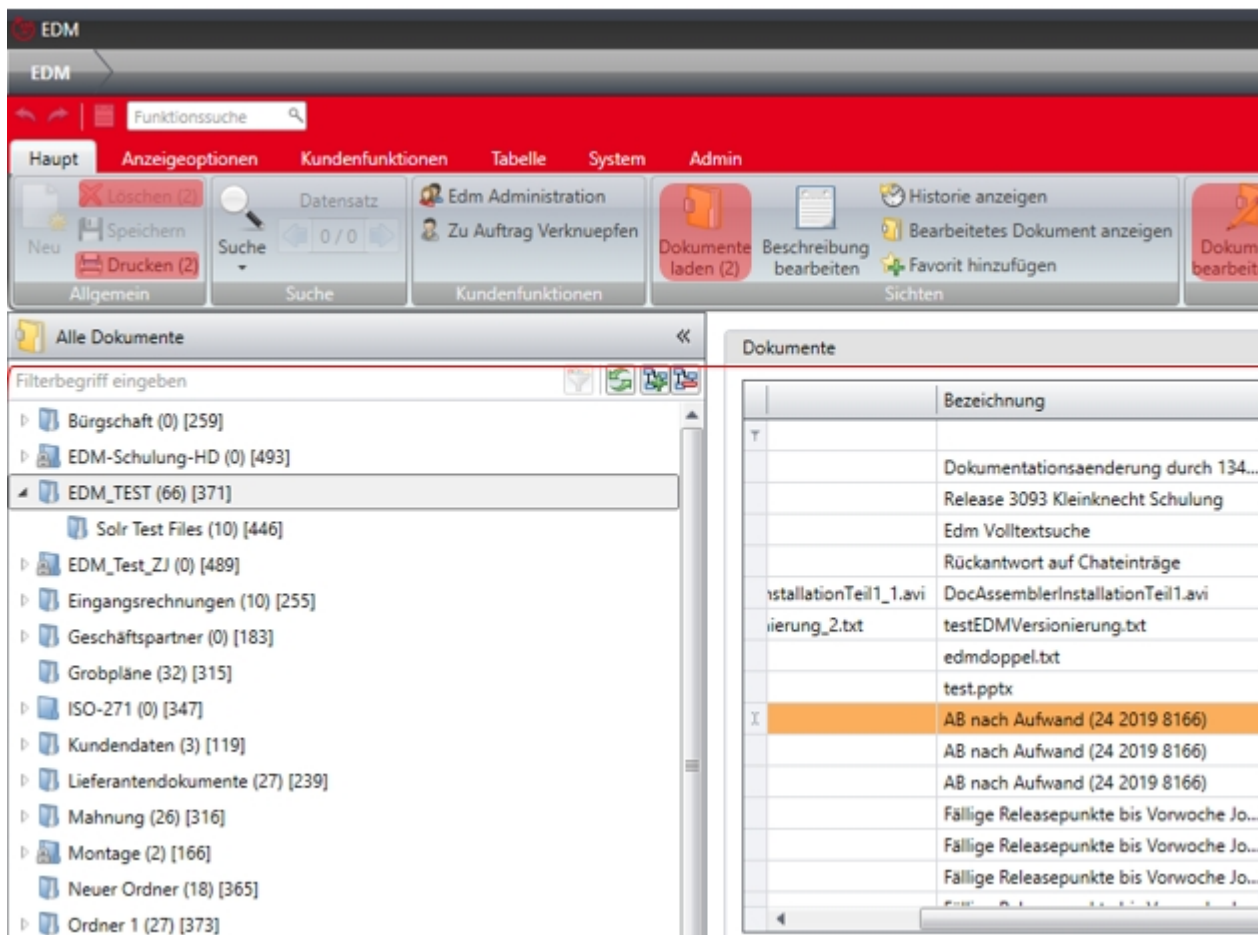 EDM
EDM
Funktionssuche
Haupt Anzeigeoptionen Kundenfunktionen Tabelle System Admin
Neu
Löschen (2)
Speichern
Drucken (2)
Allgemein
Suche
Datensatz
0 / 0
Suche
Edm Administration
Zu Auftrag Verknuepfen
Kundenfunktionen
Dokumente
laden (2)
Beschreibung
bearbeiten
Historie anzeigen
Bearbeitetes Dokument anzeigen
Favorit hinzufügen
Sichten
Dokum
bearbeit
Alle Dokumente
Filterbegriff eingeben
Bürgschaft (0) [259]
EDM-Schulung-HD (0) [493]
EDM_TEST (66) [371]
Solr Test Files (10) [446]
EDM_Test_ZJ (0) [489]
Eingangsrechnungen (10) [255]
Geschäftspartner (0) [183]
Grobpläne (32) [315]
ISO-271 (0) [347]
Kundendaten (3) [119]
Lieferantendokumente (27) [239]
Mahnung (26) [316]
Montage (2) [166]
Neuer Ordner (18) [365]
Ordner 1 (27) [373]
Dokumente
Bezeichnung
Dokumentationsaenderung durch 134...
Release 3093 Kleinknecht Schulung
Edm Volltextsuche
Rückantwort auf Chateinträge
nstallationTeil1_1.avi DocAssemblerInstallationTeil1.avi
ierung_2.txt testEDMVersionierung.txt
edmdoppel.txt
test.pptx
AB nach Aufwand (24 2019 8166)
AB nach Aufwand (24 2019 8166)
AB nach Aufwand (24 2019 8166)
Fällige Releasepunkte bis Vorwoche Jo...
Fällige Releasepunkte bis Vorwoche Jo...
Fällige Releasepunkte bis Vorwoche Jo...